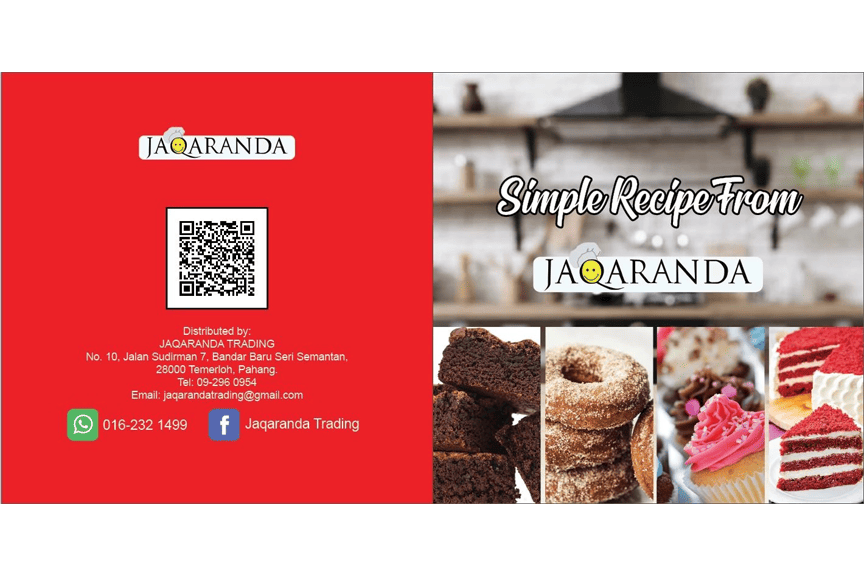 JAQARANDA
Distributed by:
JAQARANDA TRADING
No. 10, Jalan Sudirman 7, Bandar Baru Seri Semantan,
28000 Temerloh, Pahang.
Tel: 09-296 0954
Email: jaqarandatrading@gmail.com
016-232 1499
Jaqaranda Trading
Simple Recipe From
JAQARANDA